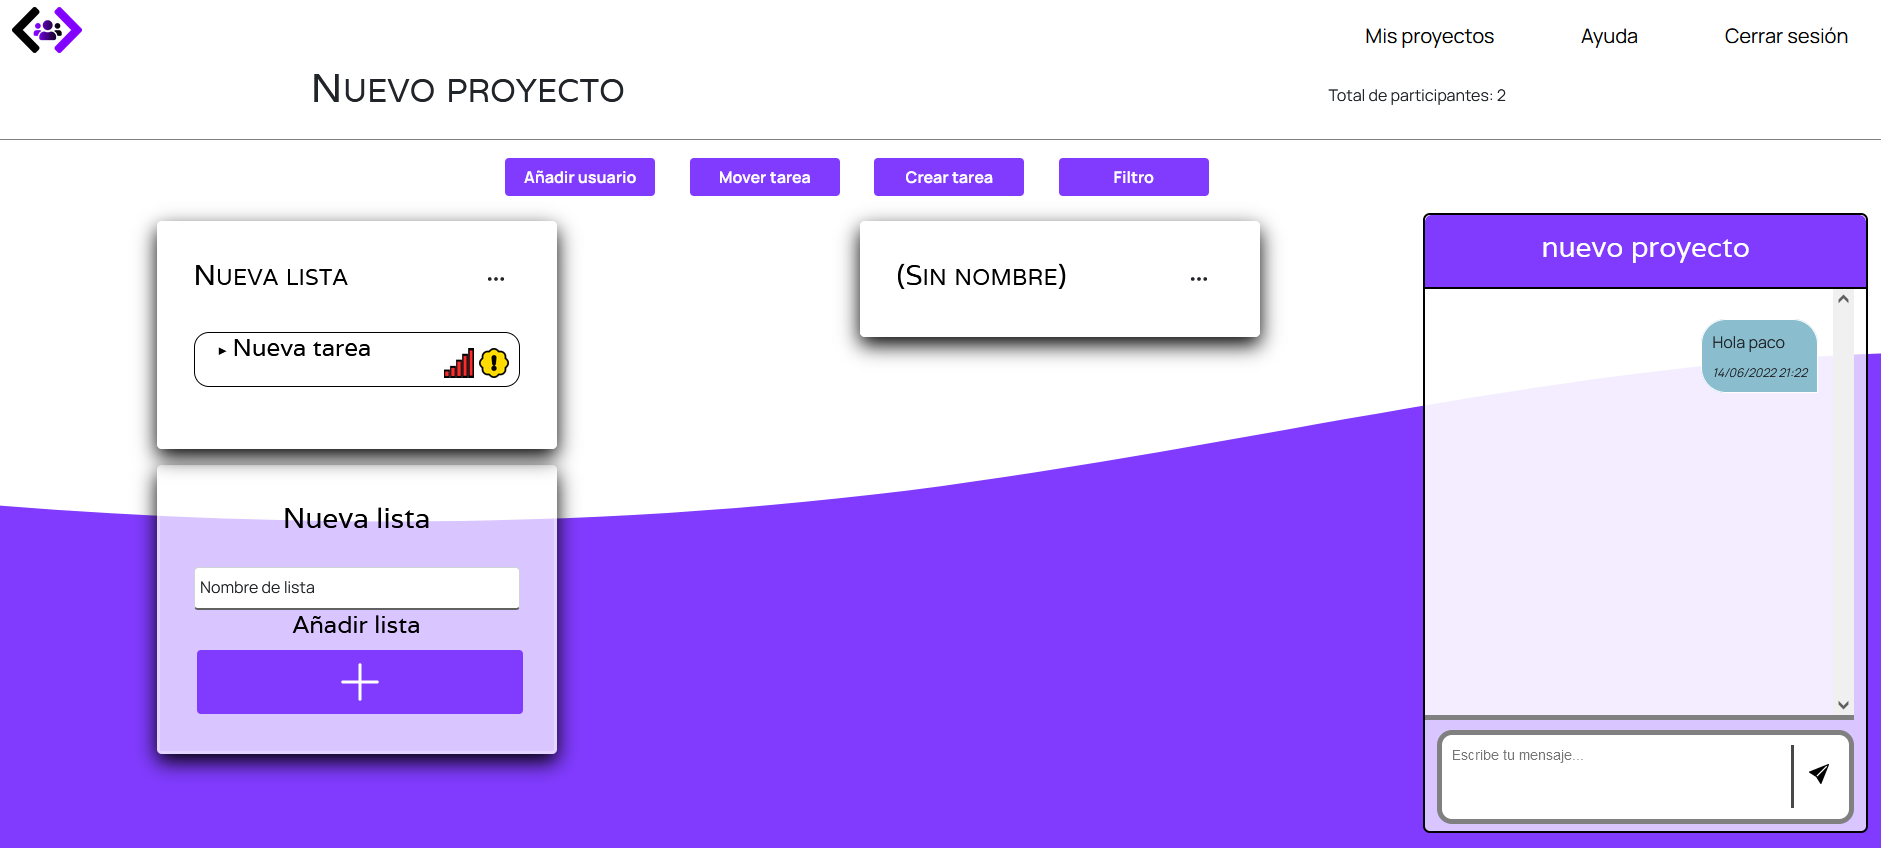 Mis proyectos
Ayuda
Cerrar sesión
Nuevo proyecto
Total de participantes: 2
Añadir usuario
Mover tarea
Crear tarea
Filtro
Nueva lista
...
▸ Nueva tarea
(Sin nombre)
...
Nueva lista
Nombre de lista
Añadir lista
nuevo proyecto
Hola paco
14/06/2022 21:22
Escribe tu mensaje...